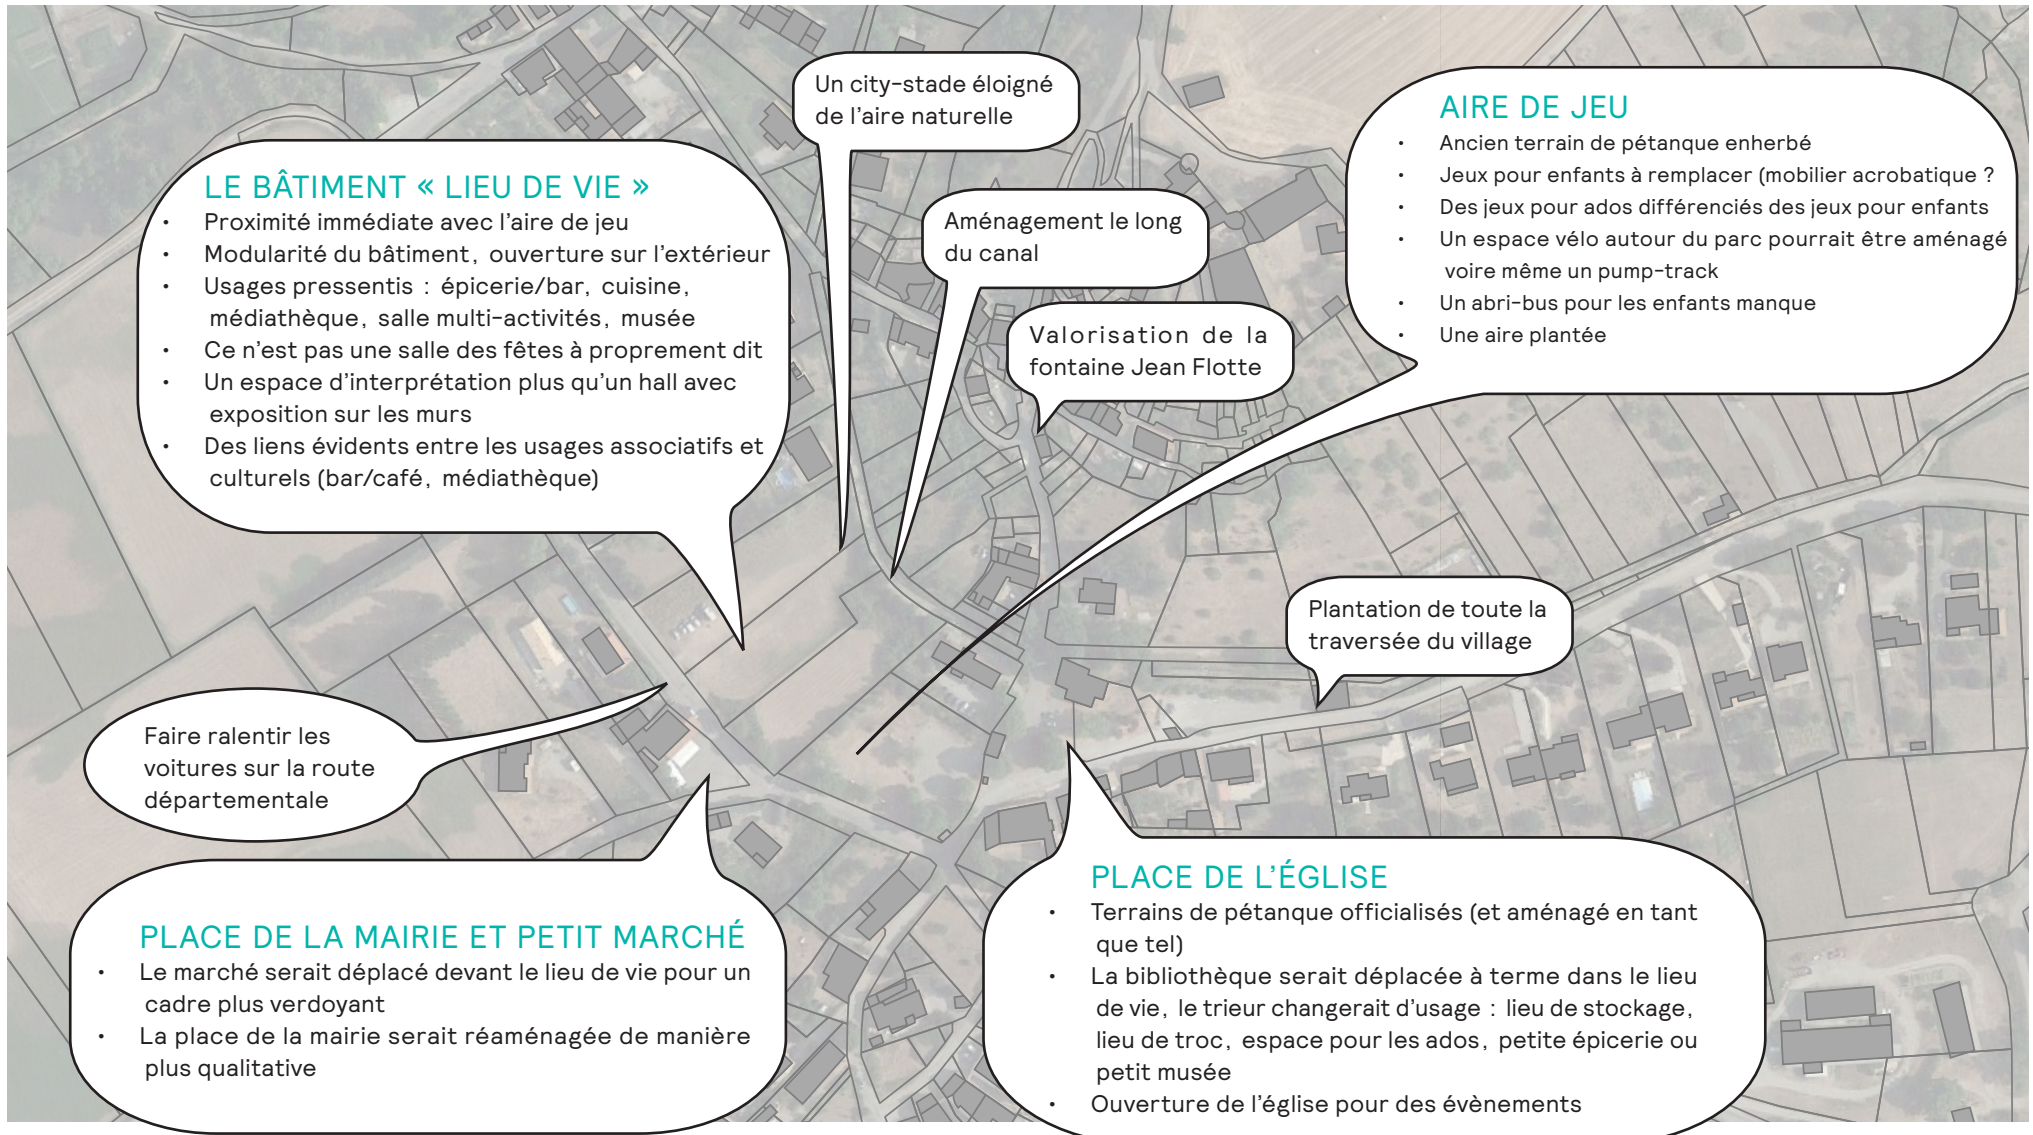 Un city-stade éloigné
de l'aire naturelle
AIRE DE JEU
• Ancien terrain de pétanque enherbé
• Jeux pour enfants à remplacer (mobilier acrobatique ?
• Des jeux pour ados différenciés des jeux pour enfants
• Un espace vélo autour du parc pourrait être aménagé
voire même un pump-track
• Un abri-bus pour les enfants manque
• Une aire plantée
LE BÂTIMENT « LIEU DE VIE »
• Proximité immédiate avec l'aire de jeu
• Modularité du bâtiment, ouverture sur l'extérieur
• Usages pressentis : épicerie/bar, cuisine,
médiathèque, salle multi-activités, musée
• Ce n'est pas une salle des fêtes à proprement dit
• Un espace d'interprétation plus qu'un hall avec
exposition sur les murs
• Des liens évidents entre les usages associatifs et
culturels (bar/café, médiathèque)
Aménagement le long
du canal
Valorisation de la
fontaine Jean Flotte
Plantation de toute la
traversée du village
Faire ralentir les
voitures sur la route
départementale
PLACE DE LA MAIRIE ET PETIT MARCHÉ
• Le marché serait déplacé devant le lieu de vie pour un
cadre plus verdoyant
• La place de la mairie serait réaménagée de manière
plus qualitative
PLACE DE L'ÉGLISE
• Terrains de pétanque officialisés (et aménagé en tant
que tel)
• La bibliothèque serait déplacée à terme dans le lieu
de vie, le trieur changerait d'usage : lieu de stockage,
lieu de troc, espace pour les ados, petite épicerie ou
petit musée
• Ouverture de l'église pour des évènements